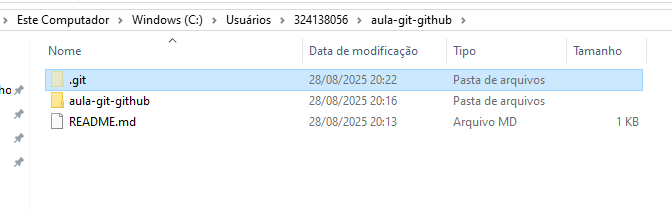 Este Computador > Windows (C:) > Usuários > 324138056 > aula-git-github >
Nome Data de modificação Tipo Tamanho
.git 28/08/2025 20:22 Pasta de arquivos
aula-git-github 28/08/2025 20:16 Pasta de arquivos
README.md 28/08/2025 20:13 Arquivo MD 1 KB